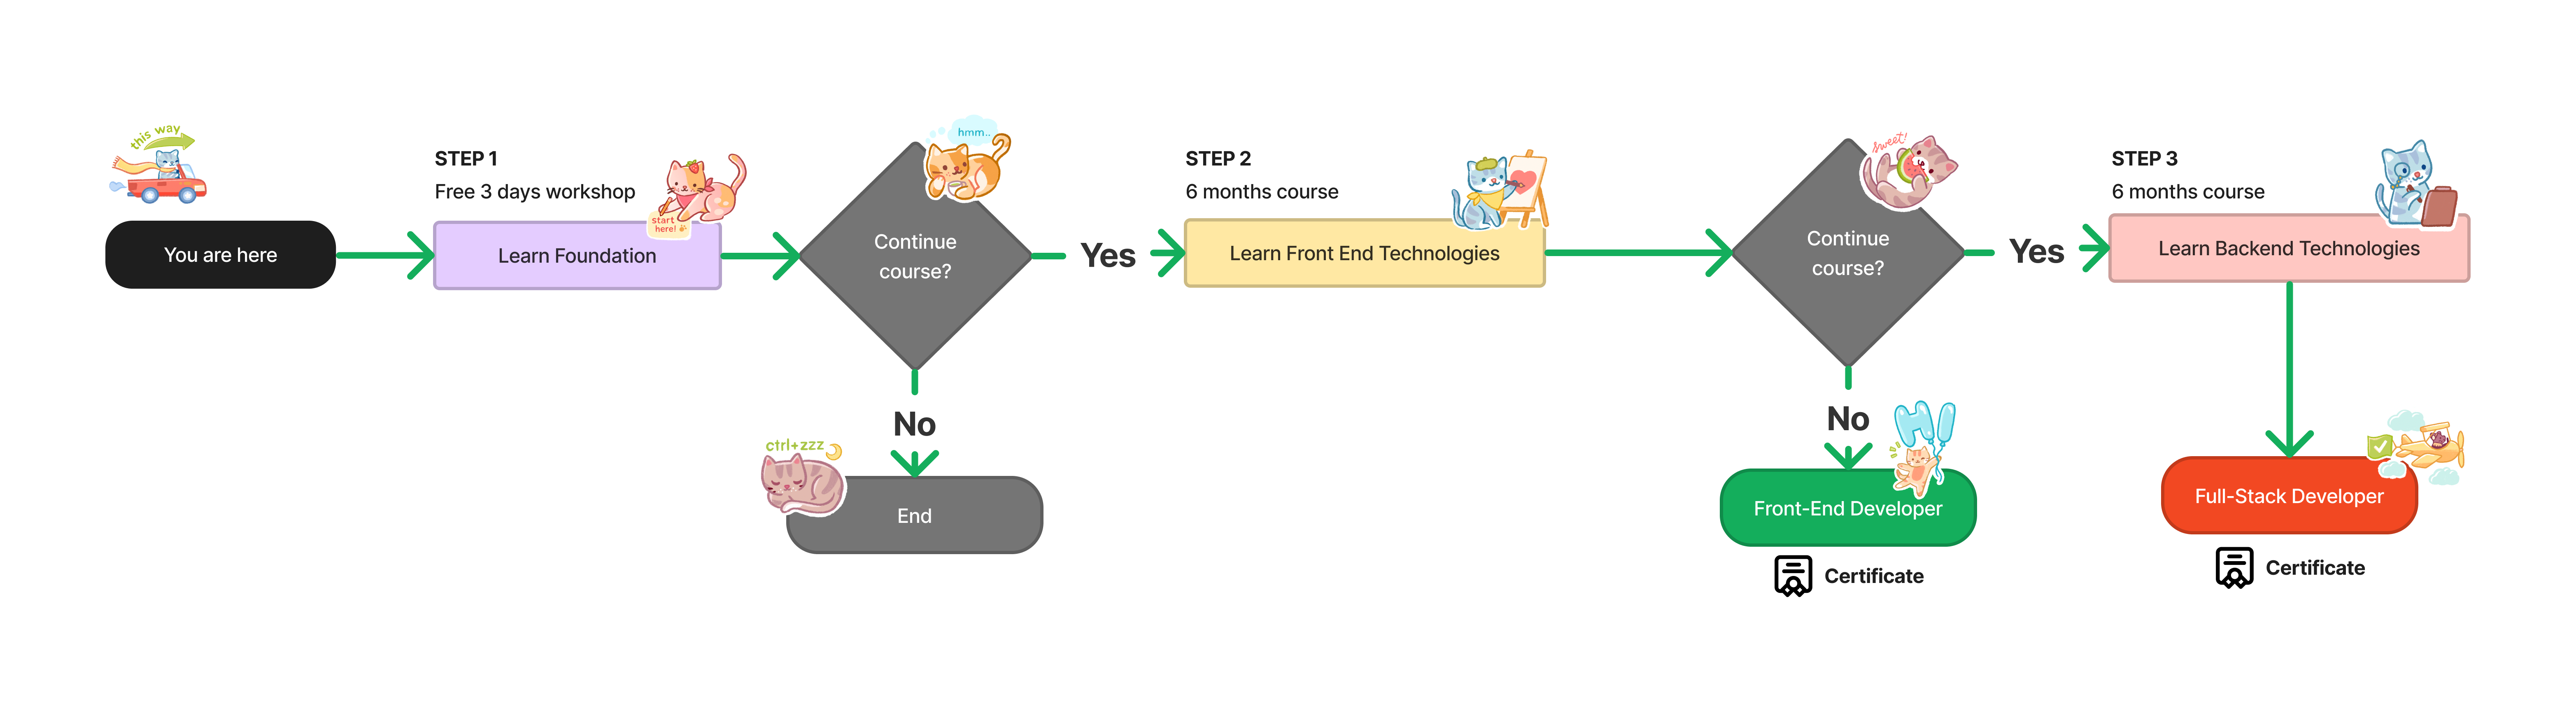 this way
You are here
STEP 1
Free 3 days workshop
start
here!
Learn Foundation
hmm..
Continue
course?
Yes
No
ctrl+zzz
End
STEP 2
6 months course
Learn Front End Technologies
sweet!
Continue
course?
Yes
No
HI
Front-End Developer
Certificate
STEP 3
6 months course
Learn Backend Technologies
Full-Stack Developer
Certificate